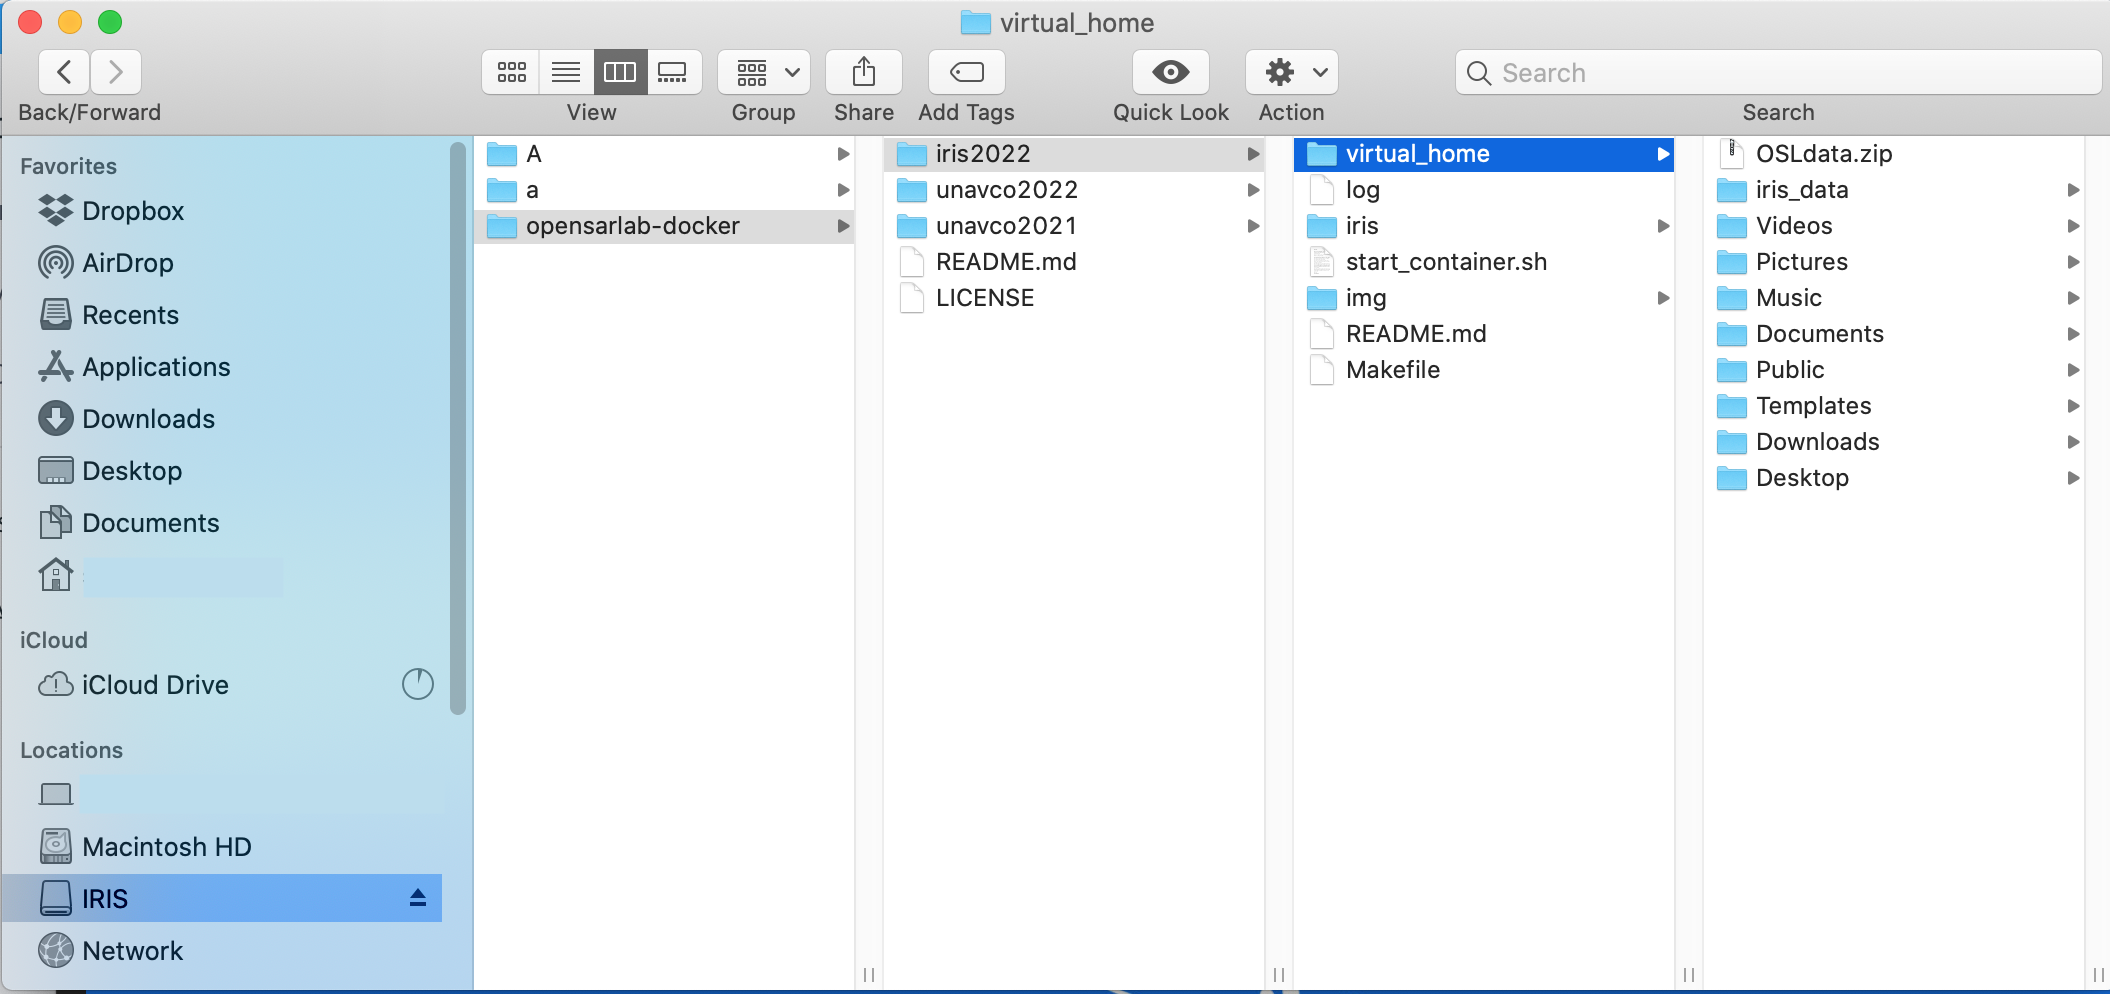 virtual_home
Search
Back/Forward
View
Group
Share
Add Tags
Quick Look
Action
Search
Favorites
Dropbox
AirDrop
Recents
Applications
Downloads
Desktop
Documents
iCloud
iCloud Drive
Locations
Macintosh HD
IRIS
Network
A
a
opensarlab-docker
iris2022
unavco2022
unavco2021
README.md
LICENSE
virtual_home
log
iris
start_container.sh
img
README.md
Makefile
OSLdata.zip
iris_data
Videos
Pictures
Music
Documents
Public
Templates
Downloads
Desktop